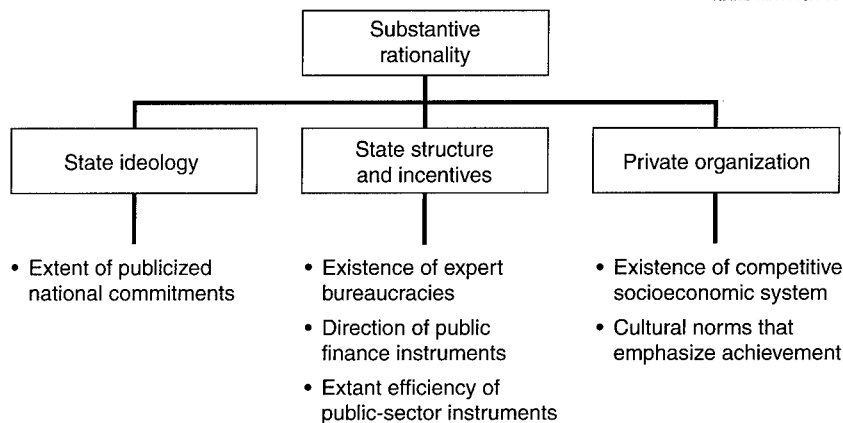 Substantive
rationality
State ideology
State structure
and incentives
Private organization
• Extent of publicized
national commitments
• Existence of expert
bureaucracies
• Direction of public
finance instruments
• Extant efficiency of
public-sector instruments
• Existence of competitive
socioeconomic system
• Cultural norms that
emphasize achievement